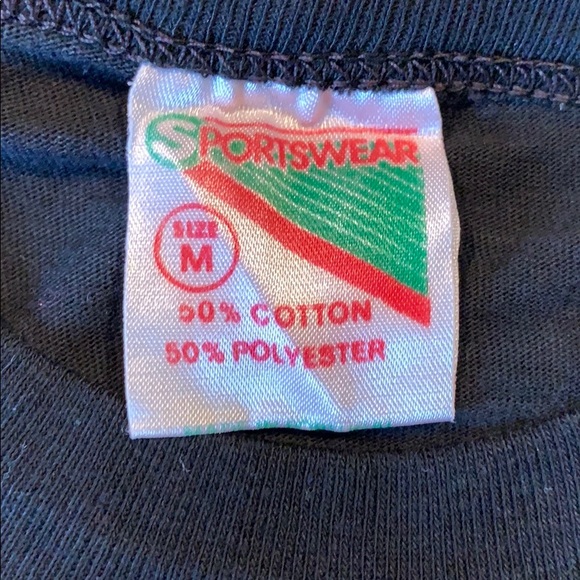 SPORTSWEAR
SIZE
M
50% COTTON
50% POLYESTER